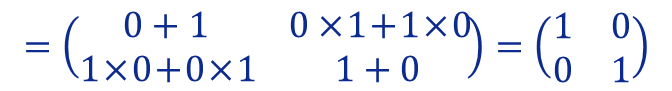 = ( 0 + 1 0 ×1+1×0 ) = ( 1 0 )
1×0+0×1 1 + 0 0 1